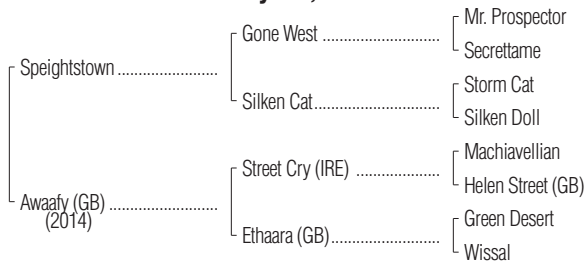 Mr. Prospector
Gone West
Secrettame
Speightstown
Storm Cat
Silken Cat
Silken Doll
Machiavellian
Street Cry (IRE)
Helen Street (GB)
Awaafy (GB)
(2014)
Green Desert
Ethaara (GB)
Wissal